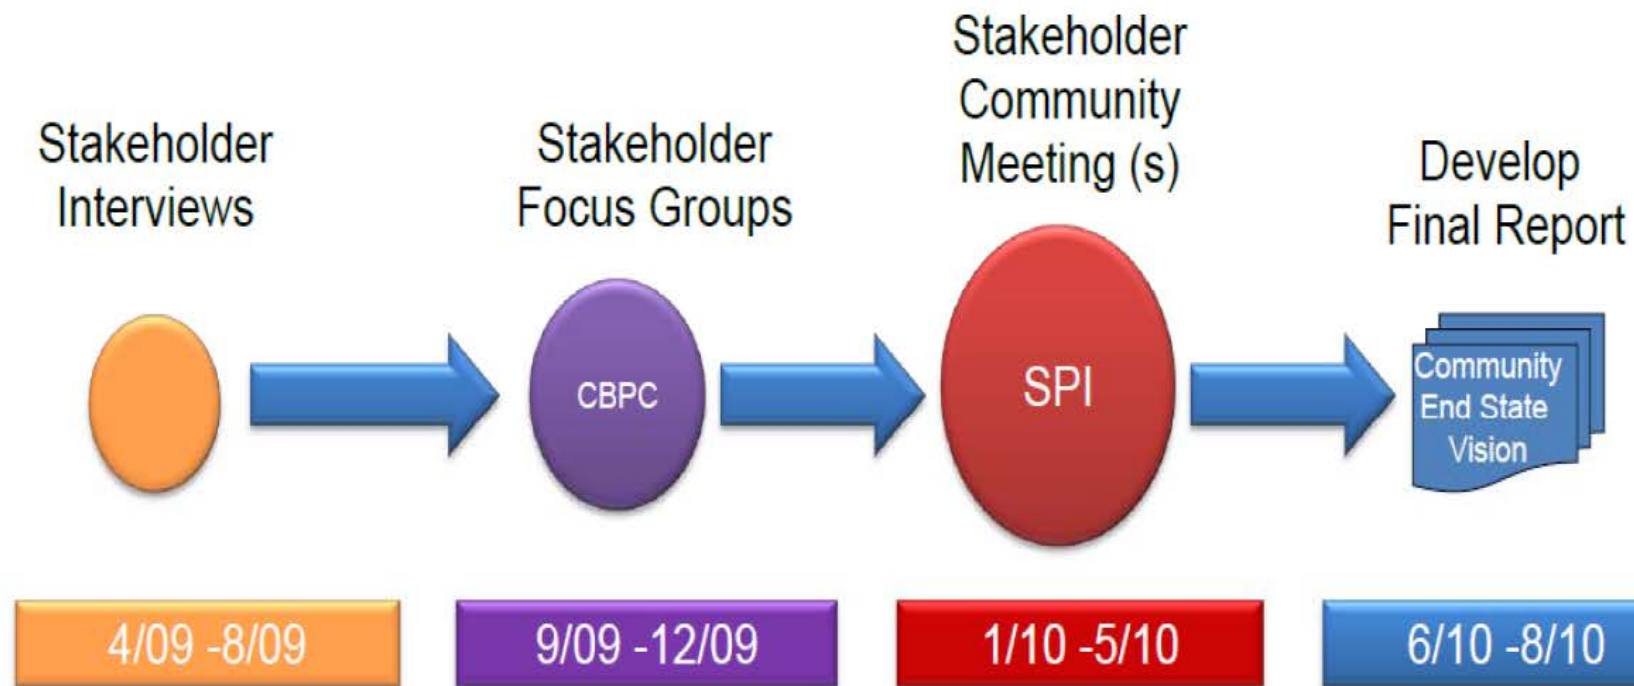 Stakeholder
Interviews
Stakeholder
Focus Groups
Stakeholder
Community
Meeting (s)
Develop
Final Report
CBPC
SPI
Community
End State
Vision
4/09 -8/09
9/09 -12/09
1/10 -5/10
6/10 -8/10